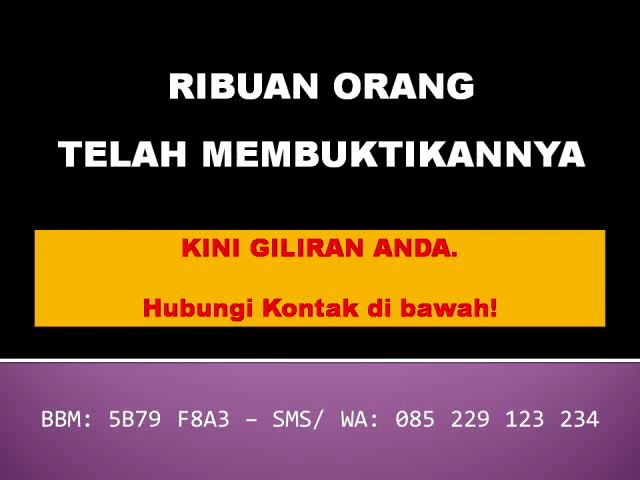 RIBUAN ORANG
TELAH MEMBUKTIKANNYA
KINI GILIRAN ANDA.
Hubungi Kontak di bawah!
BBM: 5B79 F8A3 – SMS/ WA: 085 229 123 234